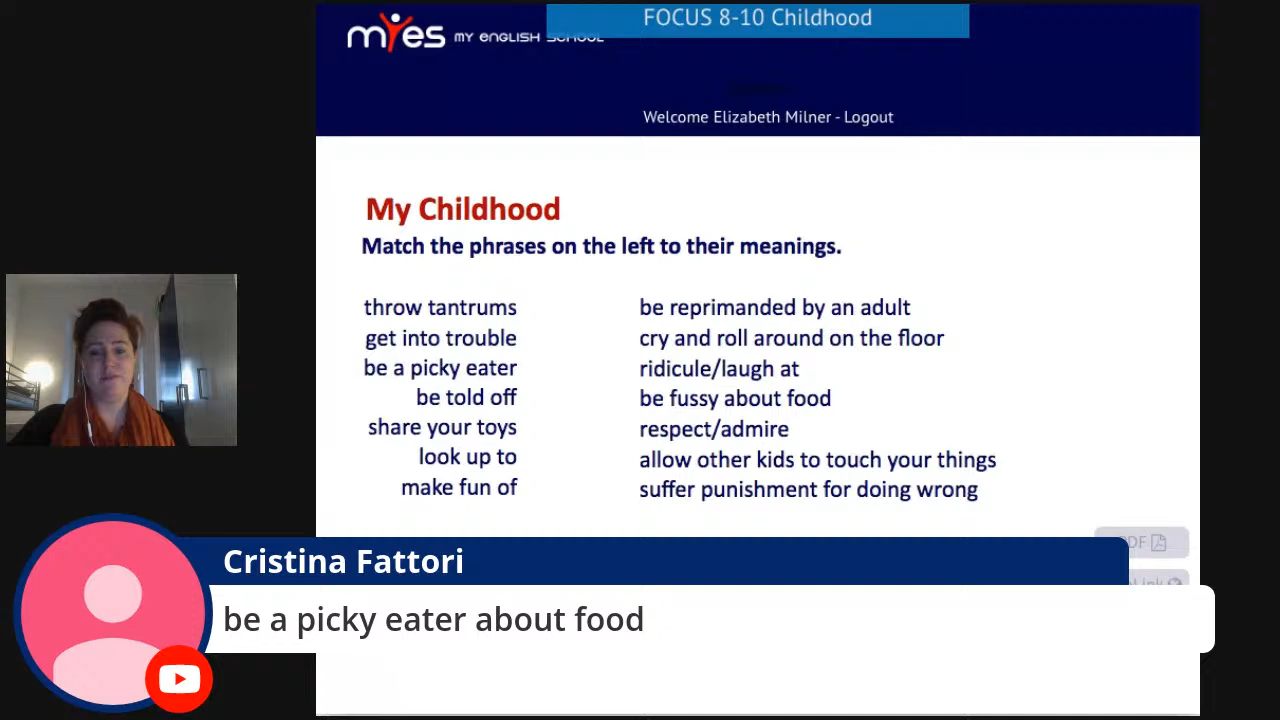 FOCUS 8-10 Childhood
myes MY ENGLISH SCHOOL
Welcome Elizabeth Milner - Logout
My Childhood
Match the phrases on the left to their meanings.
throw tantrums
get into trouble
be a picky eater
be told off
share your toys
look up to
make fun of
be reprimanded by an adult
cry and roll around on the floor
ridicule/laugh at
be fussy about food
respect/admire
allow other kids to touch your things
suffer punishment for doing wrong
PDF
Cristina Fattori
be a picky eater about food